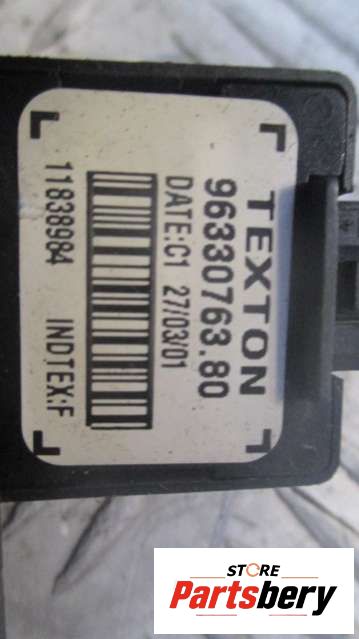 TEXTON
96330763.80
DATE:C1 27/03/01
11838984 INDTEX:F
STORE
Partsbery